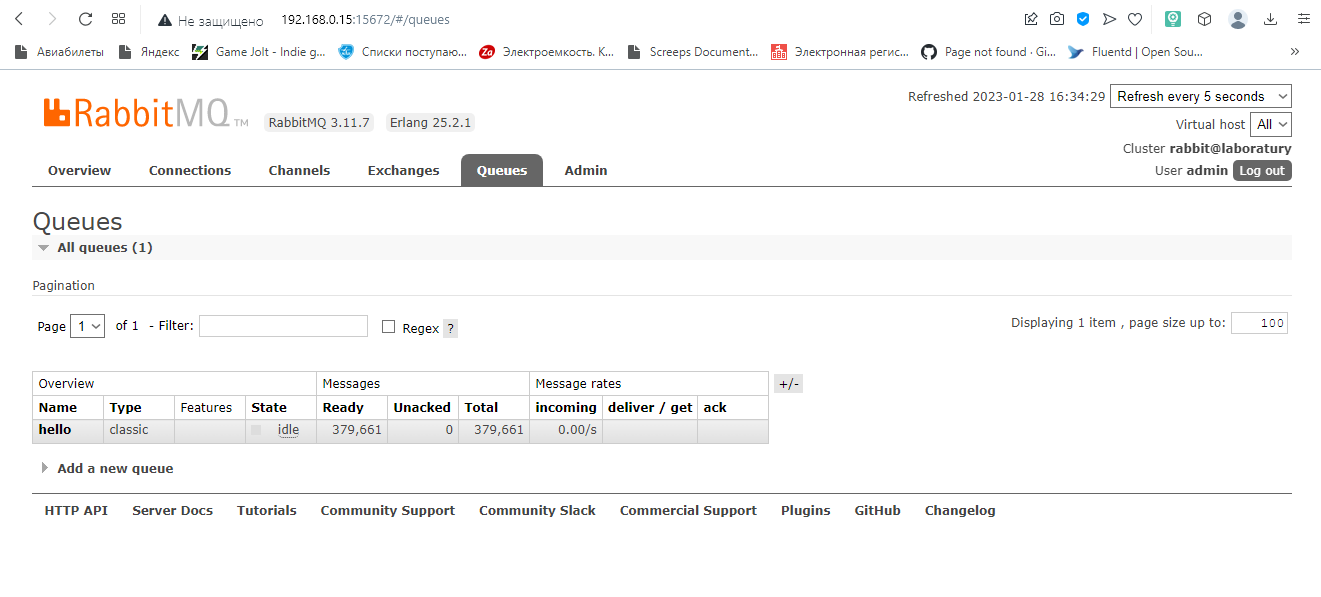 Не защищено 192.168.0.15:15672/#/queues
Авиабилеты Яндекс Game Jolt - Indie g... Списки поступаю... Za Электроемкость. К... Screeps Document... Электронная регис... Page not found · Gi... Fluentd | Open Sou... »
Refreshed 2023-01-28 16:34:29 Refresh every 5 seconds
RabbitMQ TM RabbitMQ 3.11.7 Erlang 25.2.1
Virtual host All
Cluster rabbit@laboratury
User admin Log out
Overview Connections Channels Exchanges Queues Admin
Queues
All queues (1)
Pagination
Page 1 of 1 - Filter: Regex ?
Displaying 1 item , page size up to: 100
Overview Messages Message rates +/-
Name Type Features State Ready Unacked Total incoming deliver / get ack
hello classic idle 379,661 0 379,661 0.00/s
Add a new queue
HTTP API Server Docs Tutorials Community Support Community Slack Commercial Support Plugins GitHub Changelog